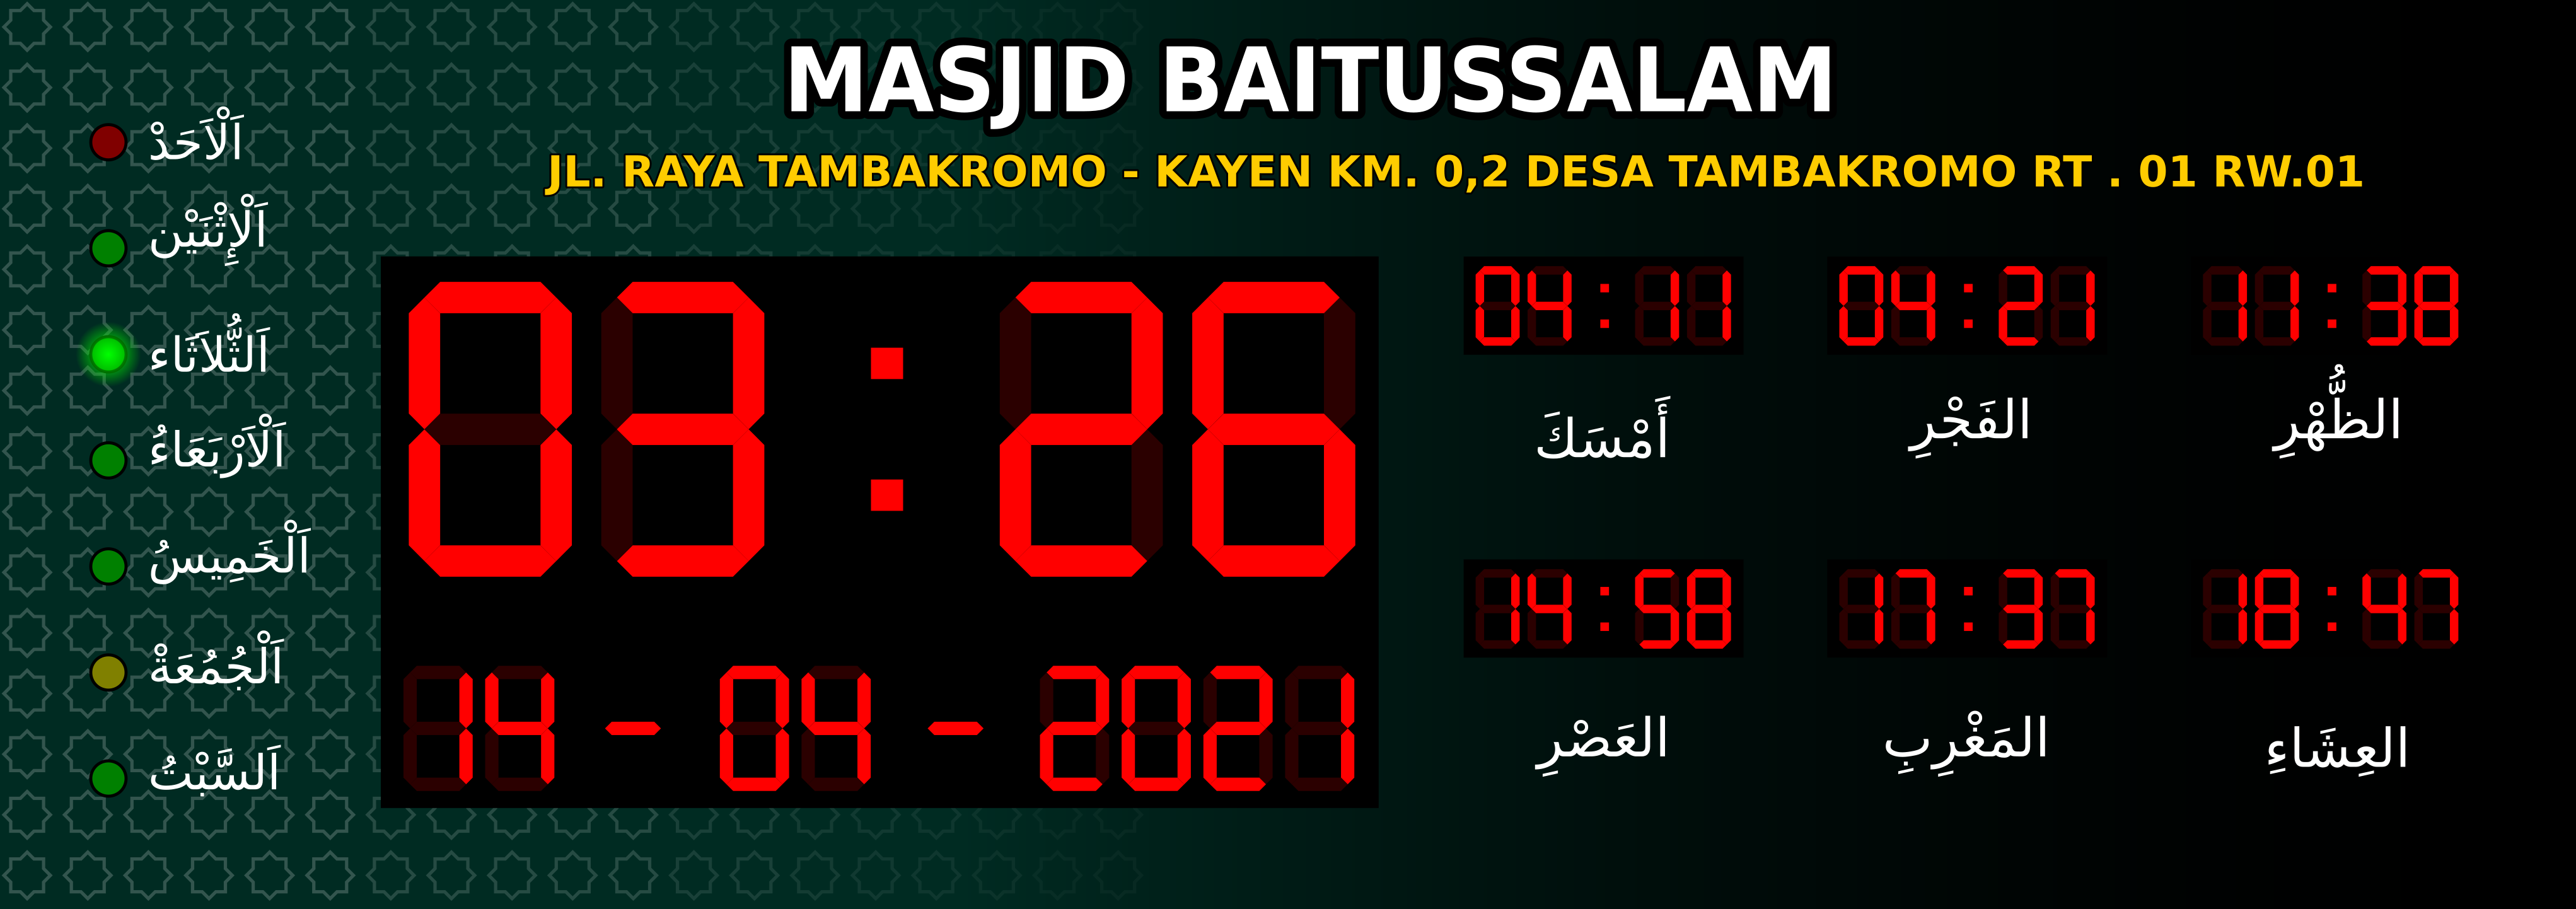 MASJID BAITUSSALAM
JL. RAYA TAMBAKROMO - KAYEN KM. 0,2 DESA TAMBAKROMO RT . 01 RW.01
اَلْاَحَدْ
اَلْإِثْنَيْن
اَلثُّلَاثَاء
اَلْاَرْبَعَاءُ
اَلْخَمِيسُ
اَلْجُمُعَةْ
اَلسَّبْتُ
03:26
14-04-2021
04:11
أَمْسَكَ
04:21
الفَجْرِ
11:38
الظُّهْرِ
14:58
العَصْرِ
17:37
المَغْرِبِ
18:47
العِشَاءِ